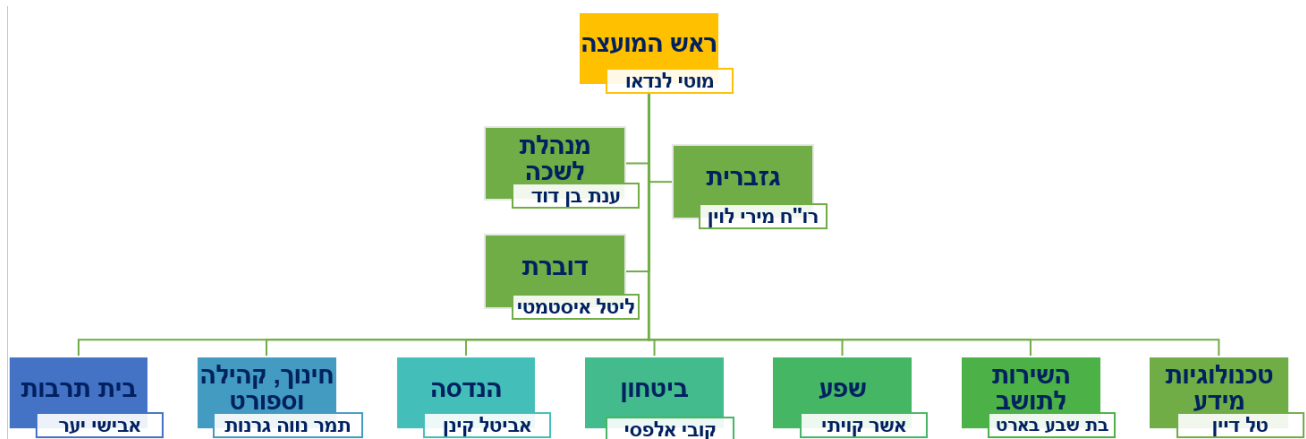 ראש המועצה
מוטי לנדאו
מנהלת
לשכה
ענת בן דוד
גזברית
רו"ח מירי לוין
דוברת
ליטל איסטמטי
טכנולוגיות
מידע
טל דיין
השירות
לתושב
בת שבע בארט
שפע
אשר קויתי
ביטחון
קובי אלפסי
הנדסה
אביטל קינן
חינוך, קהילה
וספורט
תמר נווה גרנות
בית תרבות
אבישי יער